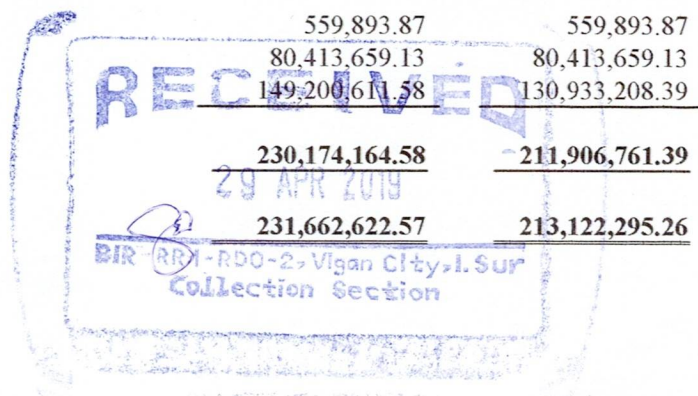 559,893.87 559,893.87
80,413,659.13 80,413,659.13
149,200,611.58 130,933,208.39
RECEIVED
230,174,164.58 211,906,761.39
29 APR 2019
231,662,622.57 213,122,295.26
BIR RR1-RDO-2, Vigan City, I. Sur
Collection Section